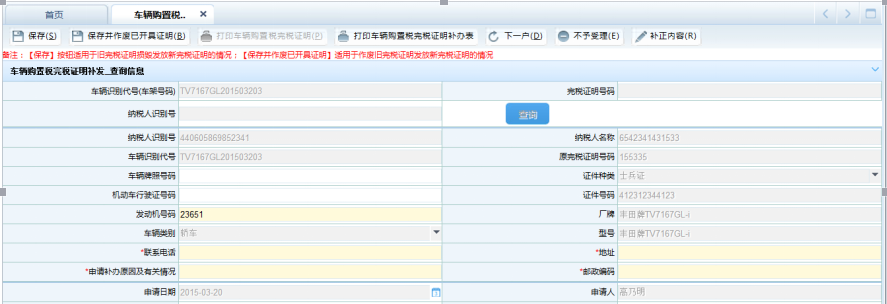 首页 车辆购置税..
保存(S) 保存并作废已开具证明(B) 打印车辆购置税完税证明(P) 打印车辆购置税完税证明补办表 下一户(D) 不予受理(E) 补正内容(R)
备注：【保存】按钮适用于旧完税证明损毁发放新完税证明的情况；【保存并作废已开具证明】适用于作废旧完税证明发放新完税证明的情况
车辆购置税完税证明补发_查询信息
车辆识别代号(车架号码) TV7167GL201503203 完税证明号码
纳税人识别号 查询
纳税人识别号 440605869852341 纳税人名称 6542341431533
车辆识别代号 TV7167GL201503203 原完税证明号码 155335
车辆牌照号码 证件种类 士兵证
机动车行驶证号码 证件号码 412312344123
发动机号码 23651 厂牌 丰田牌TV7167GL-i
车辆类别 轿车 型号 丰田牌TV7167GL-i
*联系电话 *地址
*申请补办原因及有关情况 *邮政编码
申请日期 2015-03-20 申请人 高乃明